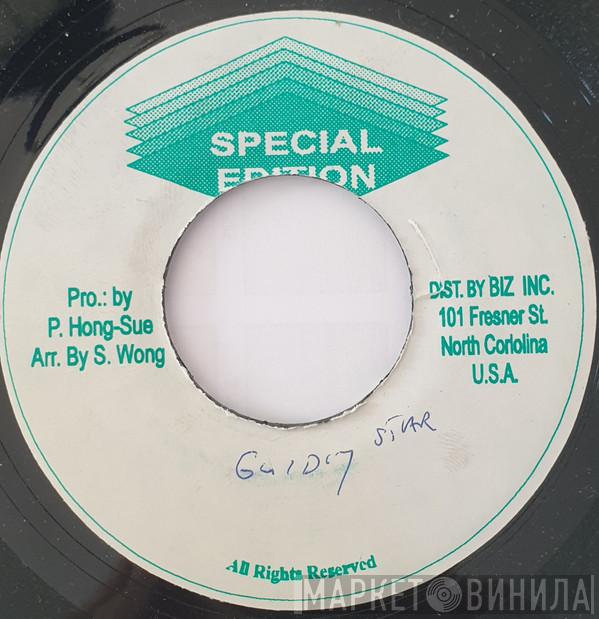 SPECIAL
EDITION
Pro.: by
P. Hong-Sue
Arr. By S. Wong
DIST. BY BIZ INC.
101 Fresner St.
North Corlolina
U.S.A.
STAR
All Rights Reserved
МАРКЕТ ВИНИЛА